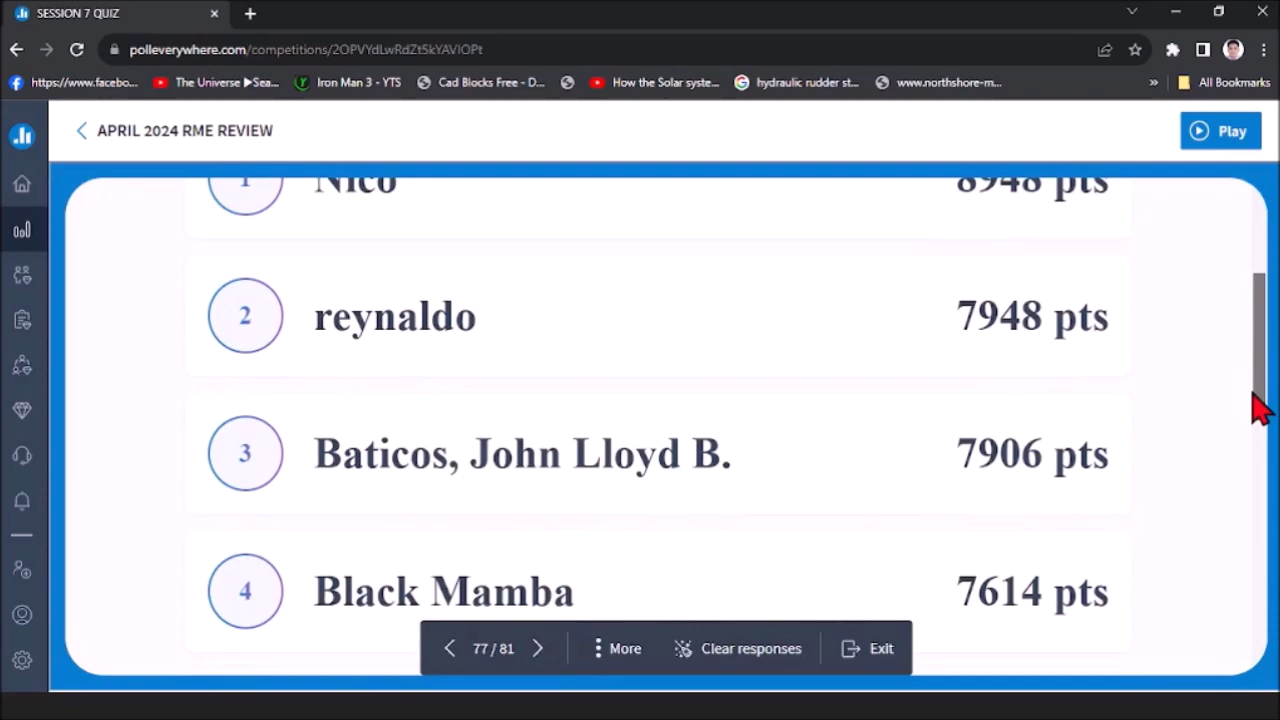 SESSION 7 QUIZ
polleverywhere.com/competitions/2OPVYdLwRdZt5kYAVIOPt
https://www.facebo... The Universe ▶Sea... Iron Man 3 - YTS Cad Blocks Free - D... How the Solar syste... hydraulic rudder st... www.northshore-m... » All Bookmarks
APRIL 2024 RME REVIEW Play
1 Nico 8948 pts
2 reynaldo 7948 pts
3 Baticos, John Lloyd B. 7906 pts
4 Black Mamba 7614 pts
77 / 81 More Clear responses Exit